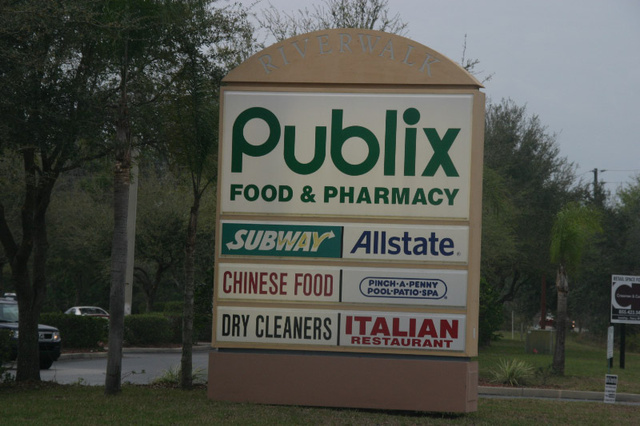 RIVERWALK
Publix
FOOD & PHARMACY
SUBWAY
Allstate
CHINESE FOOD
PINCH-A-PENNY
POOL-PATIO-SPA
DRY CLEANERS
ITALIAN
RESTAURANT